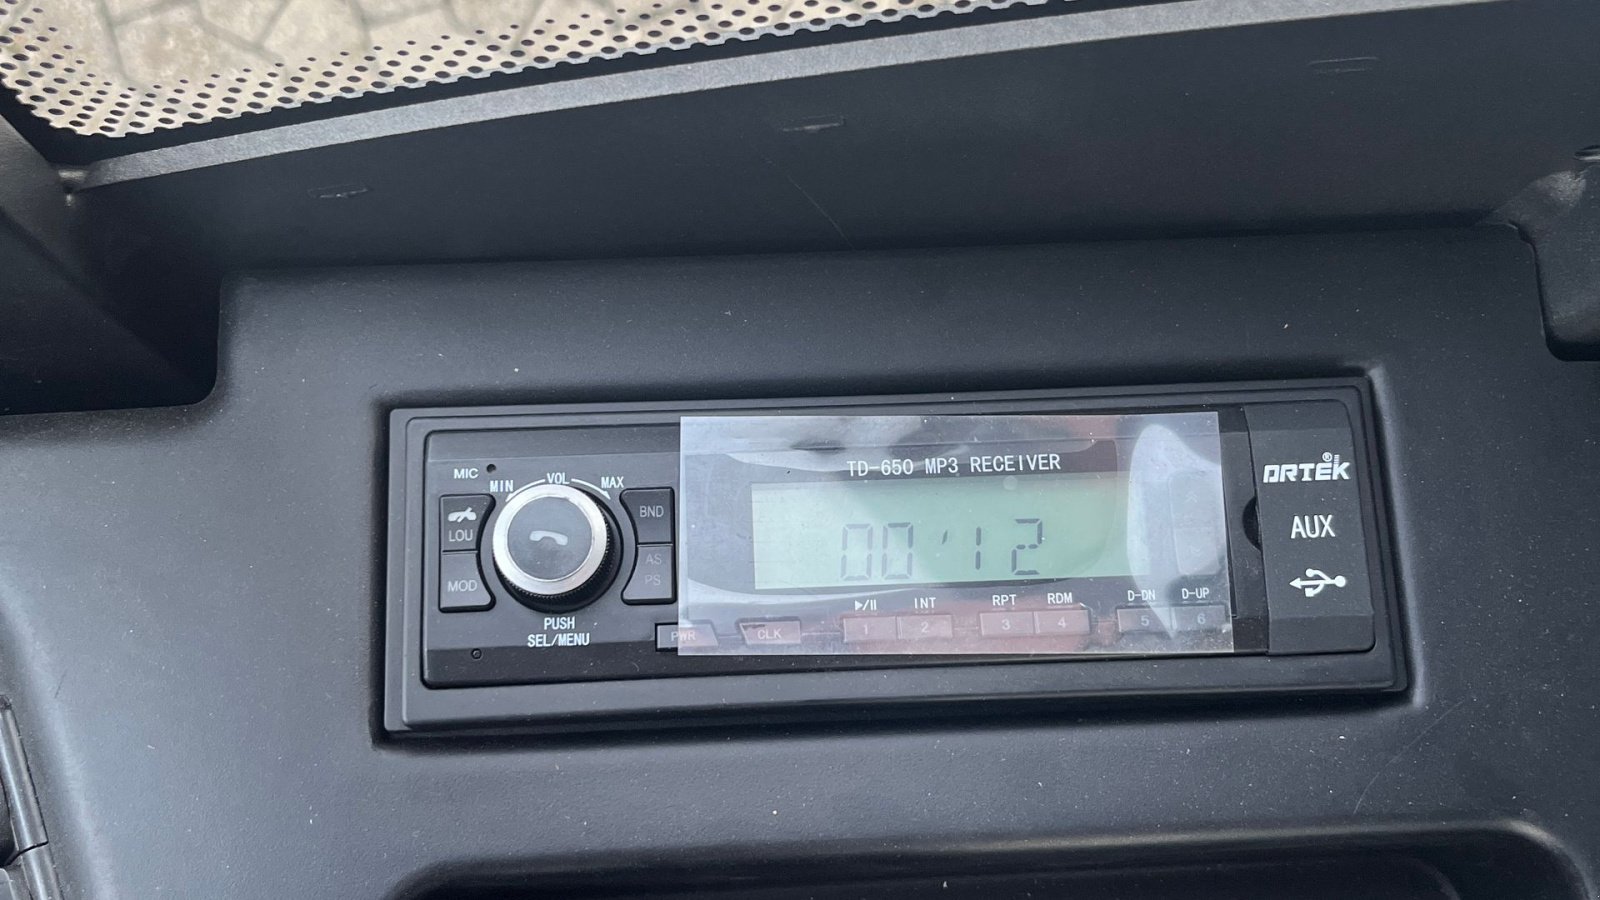 MIC
MIN VOL MAX
LOU
MOD
BND
AS
PS
PUSH
SEL/MENU
TD-650 MP3 RECEIVER
00'12
INT RPT RDM D-DN D-UP
PWR CLK 1 2 3 4 5 6
ORTEK®
AUX